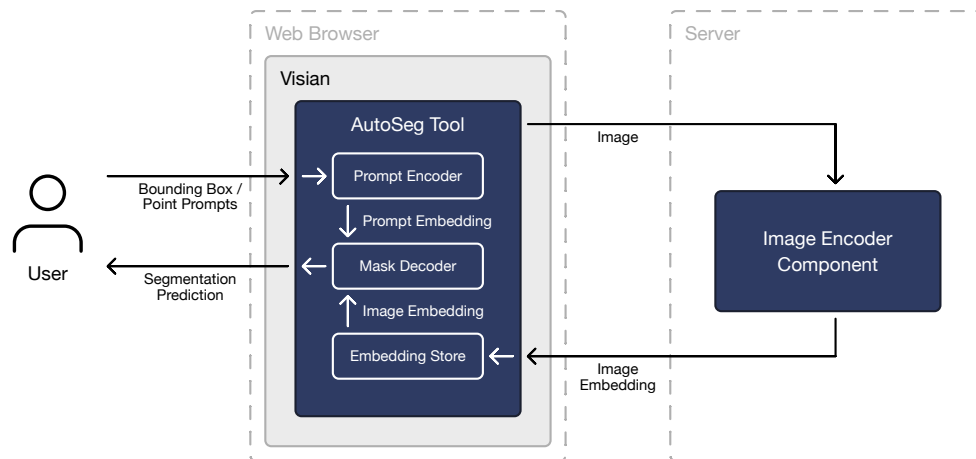 Web Browser
Server
Visian
AutoSeg Tool
Image
Prompt Encoder
Bounding Box /
Point Prompts
Prompt Embedding
Image Encoder
Component
Mask Decoder
User
Segmentation
Prediction
Image Embedding
Embedding Store
Image
Embedding